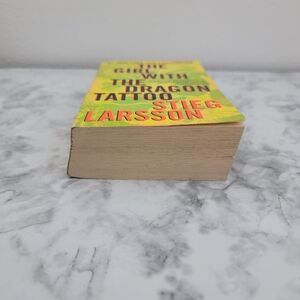 THE
GIRL
WITH
THE
DRAGON
TATTOO
STIEG
LARSSON